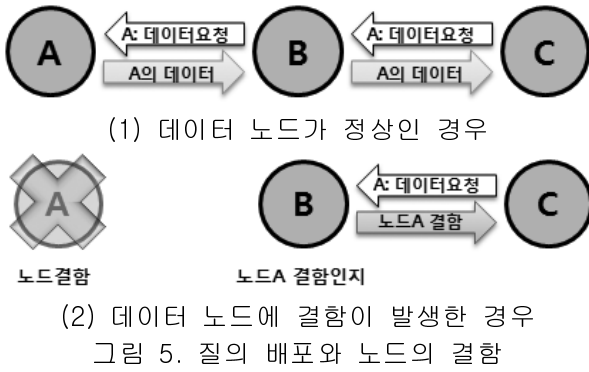 A
A: 데이터요청
A의 데이터
B
A: 데이터요청
A의 데이터
C
(1) 데이터 노드가 정상인 경우
A
노드결함
B
노드A 결함인지
A: 데이터요청
노드A 결함
C
(2) 데이터 노드에 결함이 발생한 경우
그림 5. 질의 배포와 노드의 결함